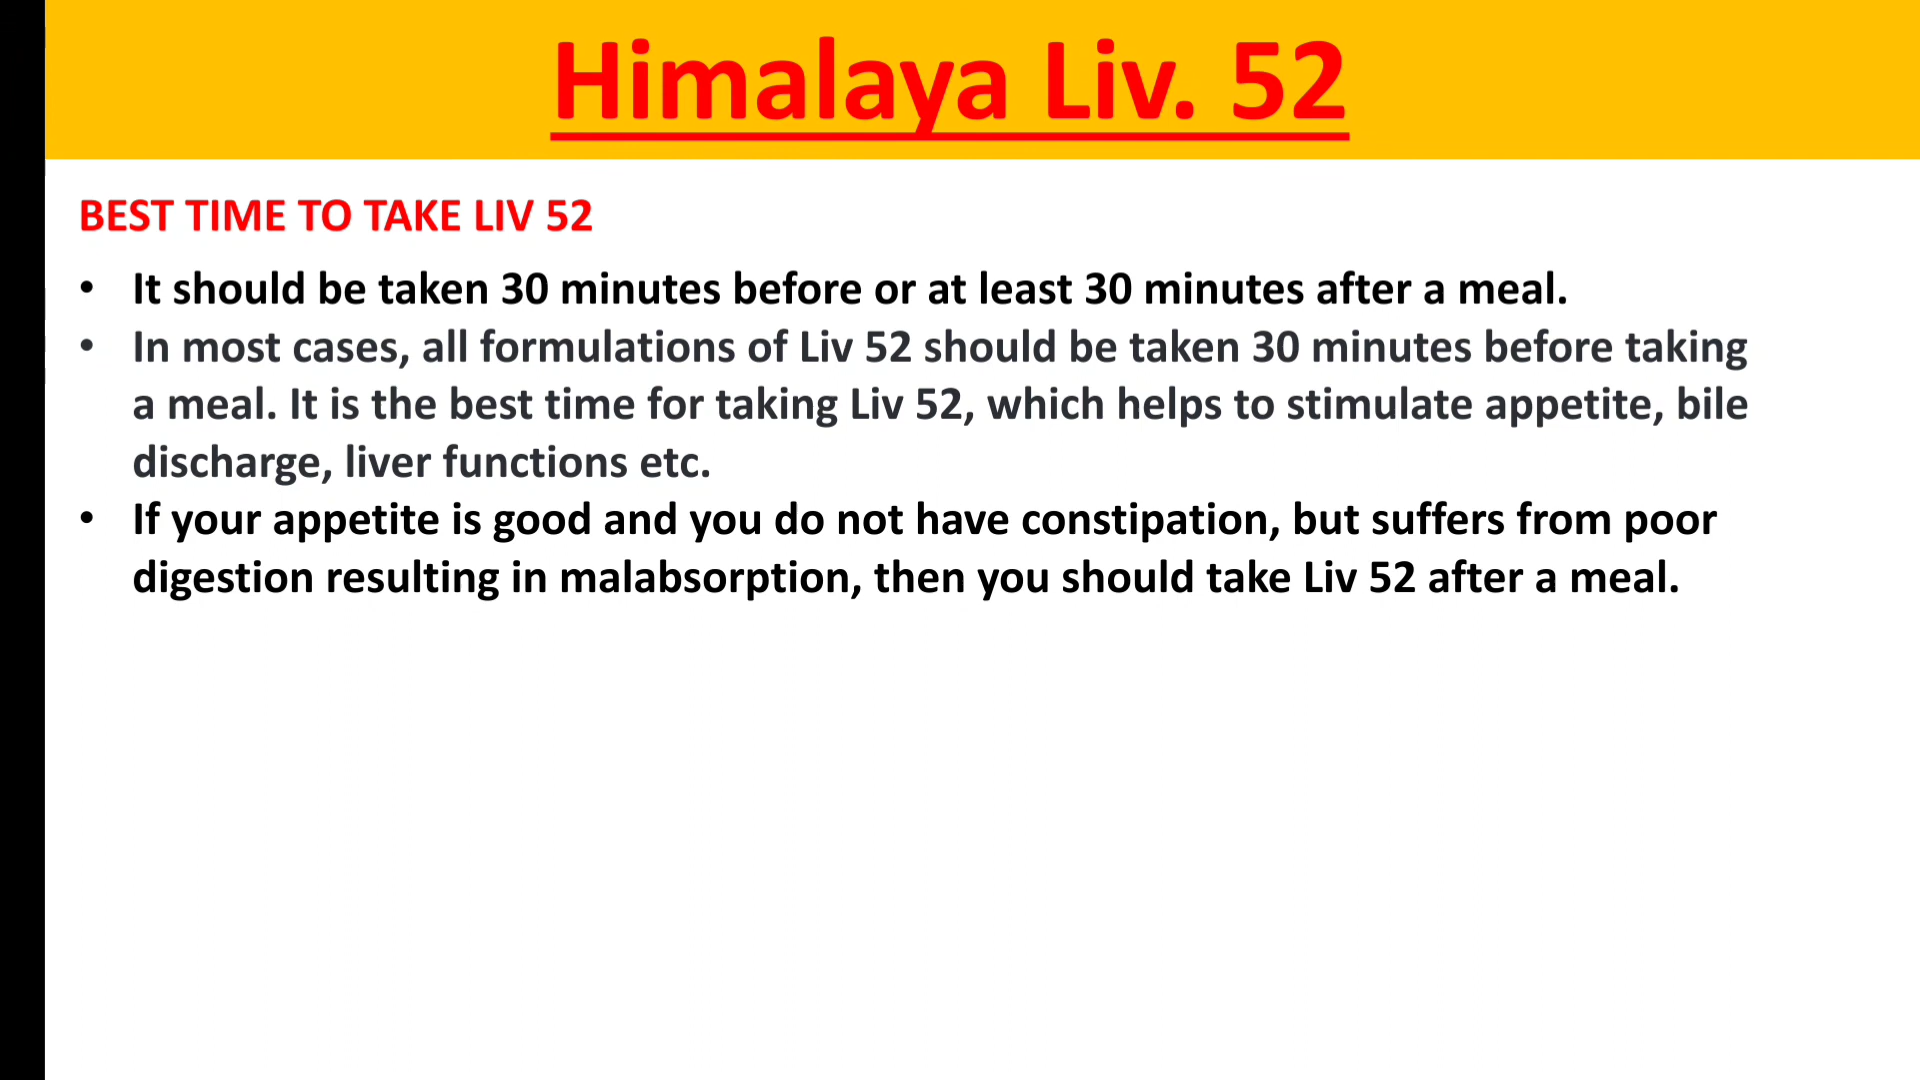 Himalaya Liv. 52
BEST TIME TO TAKE LIV 52
• It should be taken 30 minutes before or at least 30 minutes after a meal.
• In most cases, all formulations of Liv 52 should be taken 30 minutes before taking
a meal. It is the best time for taking Liv 52, which helps to stimulate appetite, bile
discharge, liver functions etc.
• If your appetite is good and you do not have constipation, but suffers from poor
digestion resulting in malabsorption, then you should take Liv 52 after a meal.